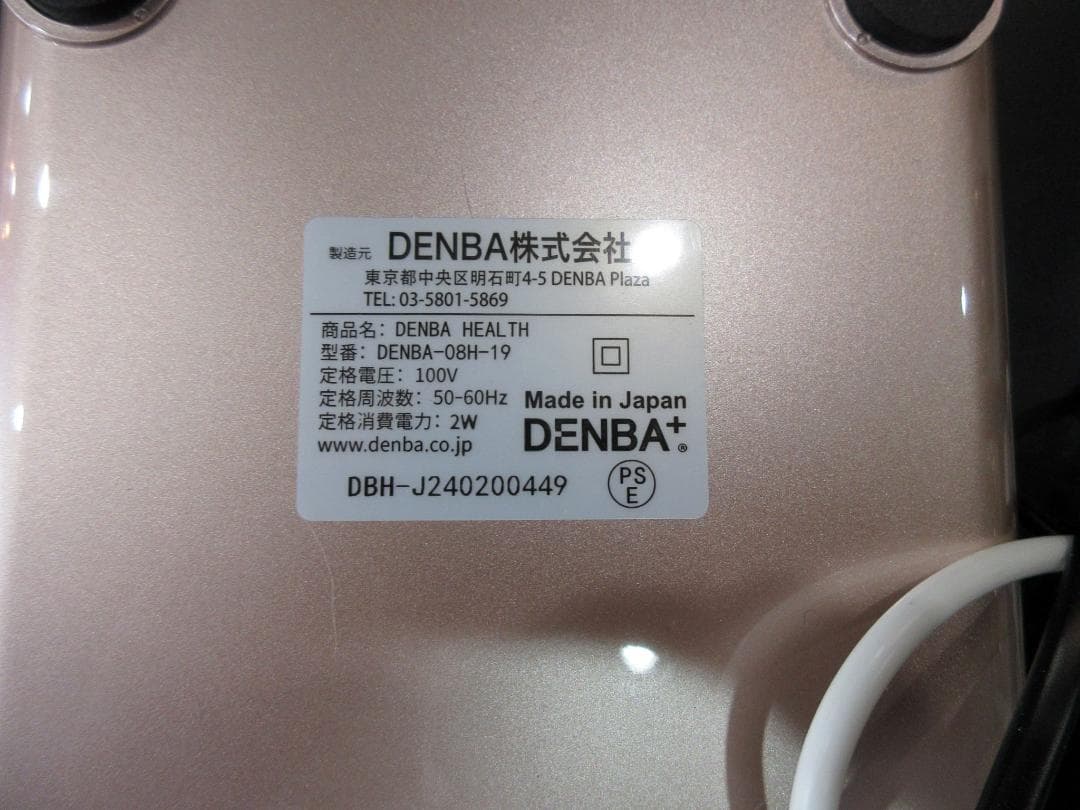 製造元 DENBA株式会社
東京都中央区明石町4-5 DENBA Plaza
TEL: 03-5801-5869
商品名: DENBA HEALTH
型番: DENBA-08H-19
定格電圧: 100V
定格周波数: 50-60Hz
定格消費電力: 2W
www.denba.co.jp
Made in Japan
DENBA+®
DBH-J240200449
PS
E